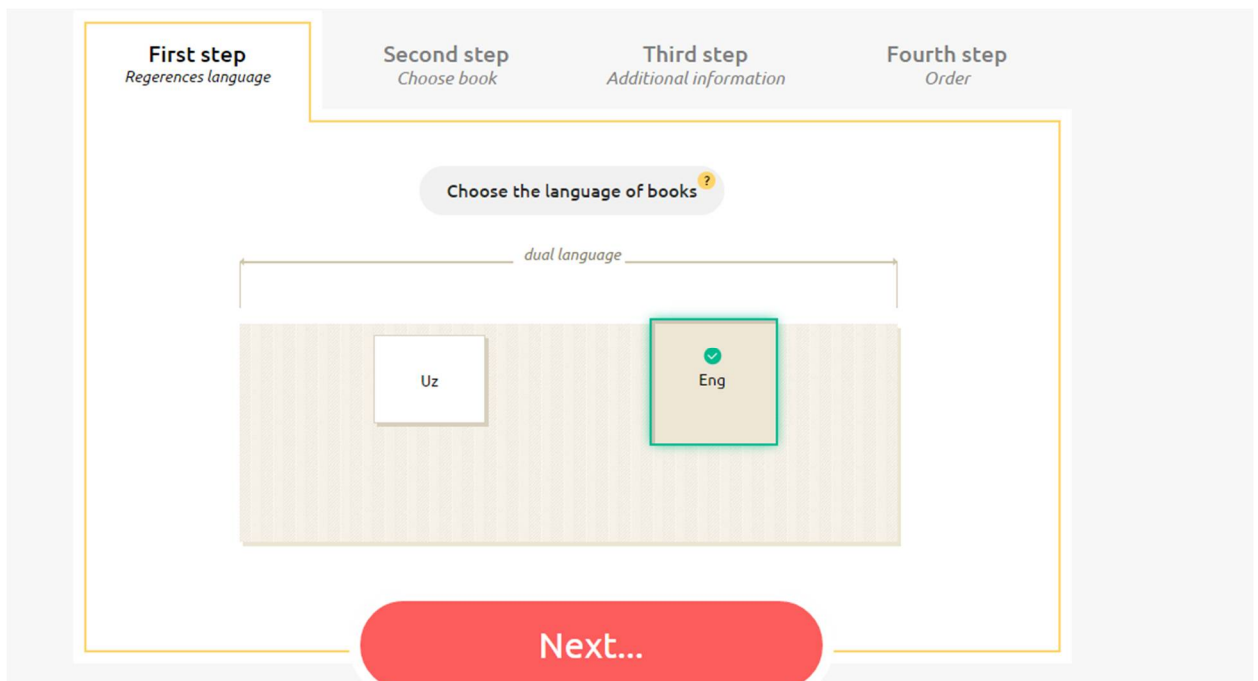 First step
Regerences language
Second step
Choose book
Third step
Additional information
Fourth step
Order
Choose the language of books ?
dual language
Uz
Eng
Next...